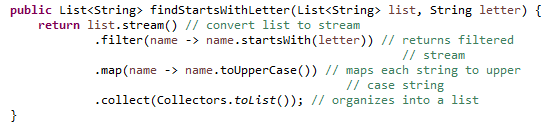 public List<String> findStartsWithLetter(List<String> list, String letter) {
    return list.stream() // convert list to stream
            .filter(name -> name.startsWith(letter)) // returns filtered
                                                     // stream
            .map(name -> name.toUpperCase()) // maps each string to upper
                                             // case string
            .collect(Collectors.toList()); // organizes into a list
}